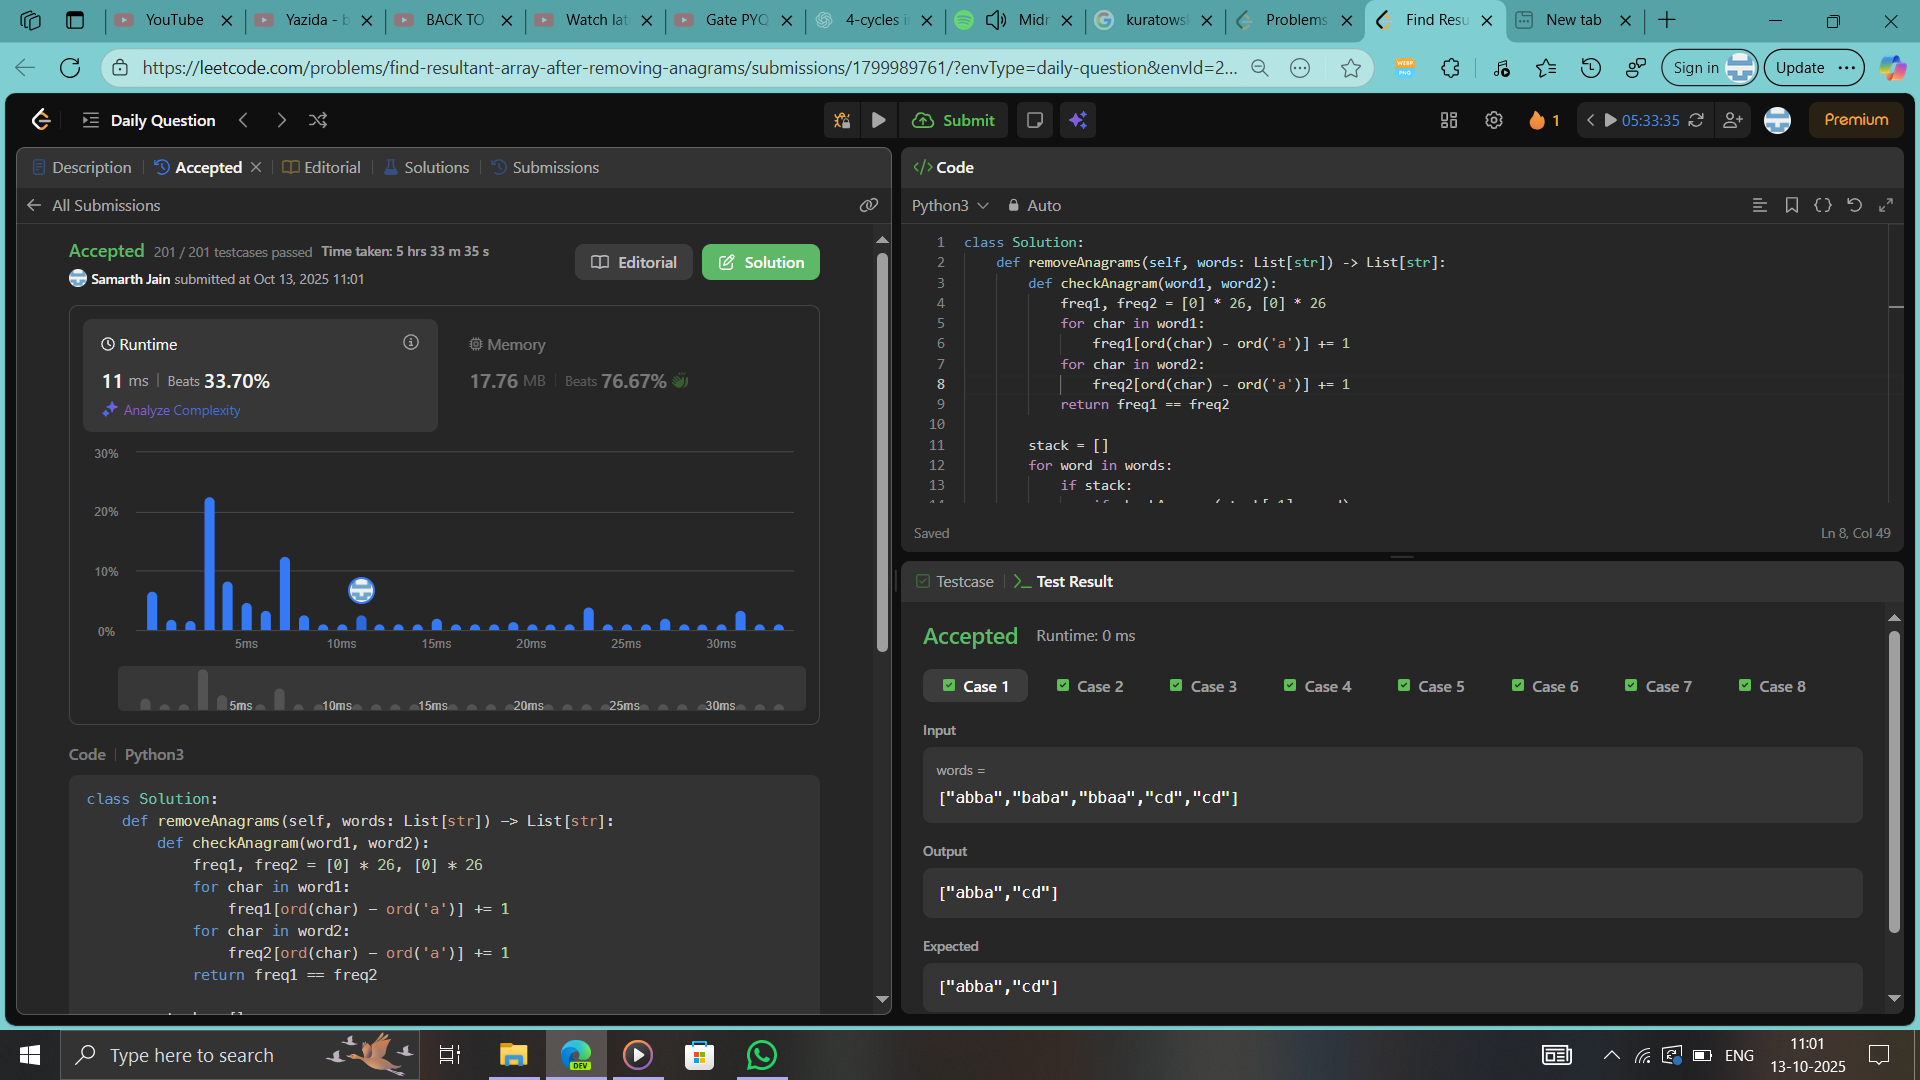 YouTube
Yazida - b
BACK TO
Watch lat
Gate PYQ
4-cycles i
Midr
kuratows
Problems
Find Resu
New tab
https://leetcode.com/problems/find-resultant-array-after-removing-anagrams/submissions/1799989761/?envType=daily-question&envId=2...
Sign in
Update
Daily Question
Submit
1
05:33:35
Premium
Description
Accepted
Editorial
Solutions
Submissions
All Submissions
Accepted 201 / 201 testcases passed Time taken: 5 hrs 33 m 35 s
Samarth Jain submitted at Oct 13, 2025 11:01
Editorial
Solution
Runtime
11 ms | Beats 33.70%
Analyze Complexity
Memory
17.76 MB | Beats 76.67%
30%
20%
10%
0%
5ms 10ms 15ms 20ms 25ms 30ms
5ms 10ms 15ms 20ms 25ms 30ms
Code | Python3
class Solution:
    def removeAnagrams(self, words: List[str]) -> List[str]:
        def checkAnagram(word1, word2):
            freq1, freq2 = [0] * 26, [0] * 26
            for char in word1:
                freq1[ord(char) - ord('a')] += 1
            for char in word2:
                freq2[ord(char) - ord('a')] += 1
            return freq1 == freq2
</> Code
Python3
Auto
1 class Solution:
2     def removeAnagrams(self, words: List[str]) -> List[str]:
3         def checkAnagram(word1, word2):
4             freq1, freq2 = [0] * 26, [0] * 26
5             for char in word1:
6                 freq1[ord(char) - ord('a')] += 1
7             for char in word2:
8                 freq2[ord(char) - ord('a')] += 1
9             return freq1 == freq2
10
11         stack = []
12         for word in words:
13             if stack:
Saved
Ln 8, Col 49
Testcase
>_ Test Result
Accepted Runtime: 0 ms
Case 1
Case 2
Case 3
Case 4
Case 5
Case 6
Case 7
Case 8
Input
words =
["abba","baba","bbaa","cd","cd"]
Output
["abba","cd"]
Expected
["abba","cd"]
Type here to search
DEV
ENG
11:01
13-10-2025